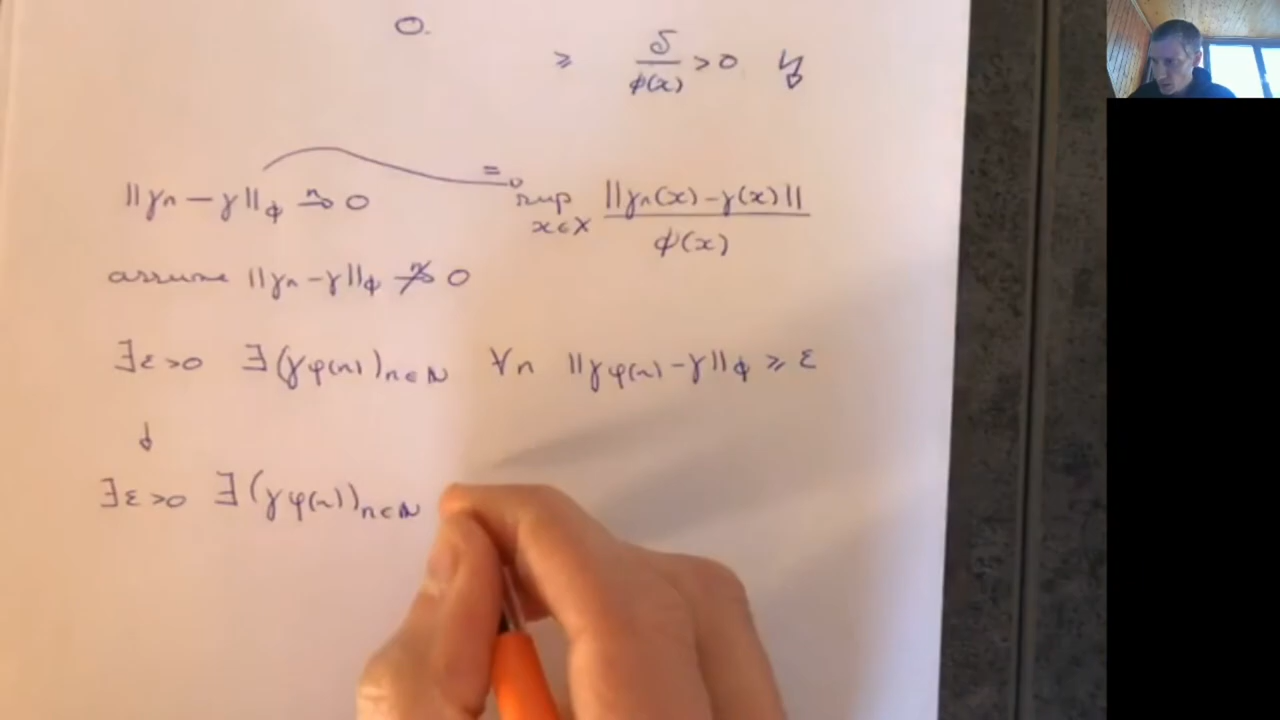 0.
≥ δ/ϕ(x) > 0 ↯
||γn − γ||ϕ →ⁿ 0 = sup x∈X ||γn(x) − γ(x)|| / ϕ(x)
assume ||γn − γ||ϕ ↛ 0
∃ε>0 ∃(γφ(n))n∈ℕ ∀n ||γφ(n) − γ||ϕ ≥ ε
↓
∃ε>0 ∃(γφ(n))n∈ℕ